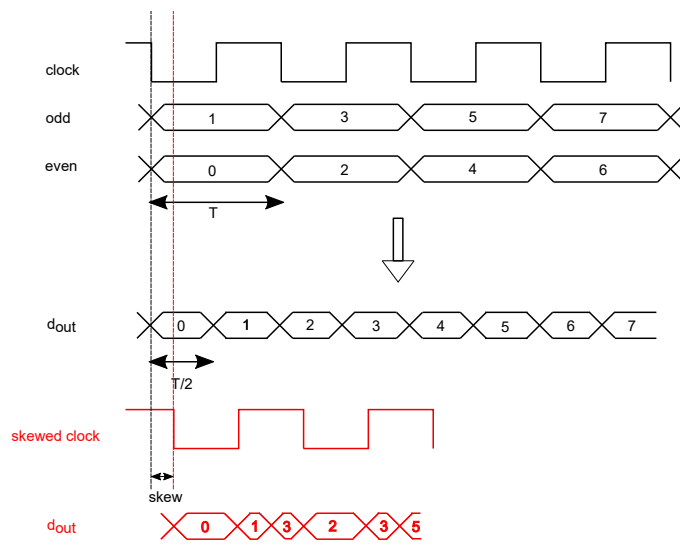 clock
odd 1 3 5 7
even 0 2 4 6
T
dout 0 1 2 3 4 5 6 7
T/2
skewed clock
skew
dout 0 1 3 2 3 5